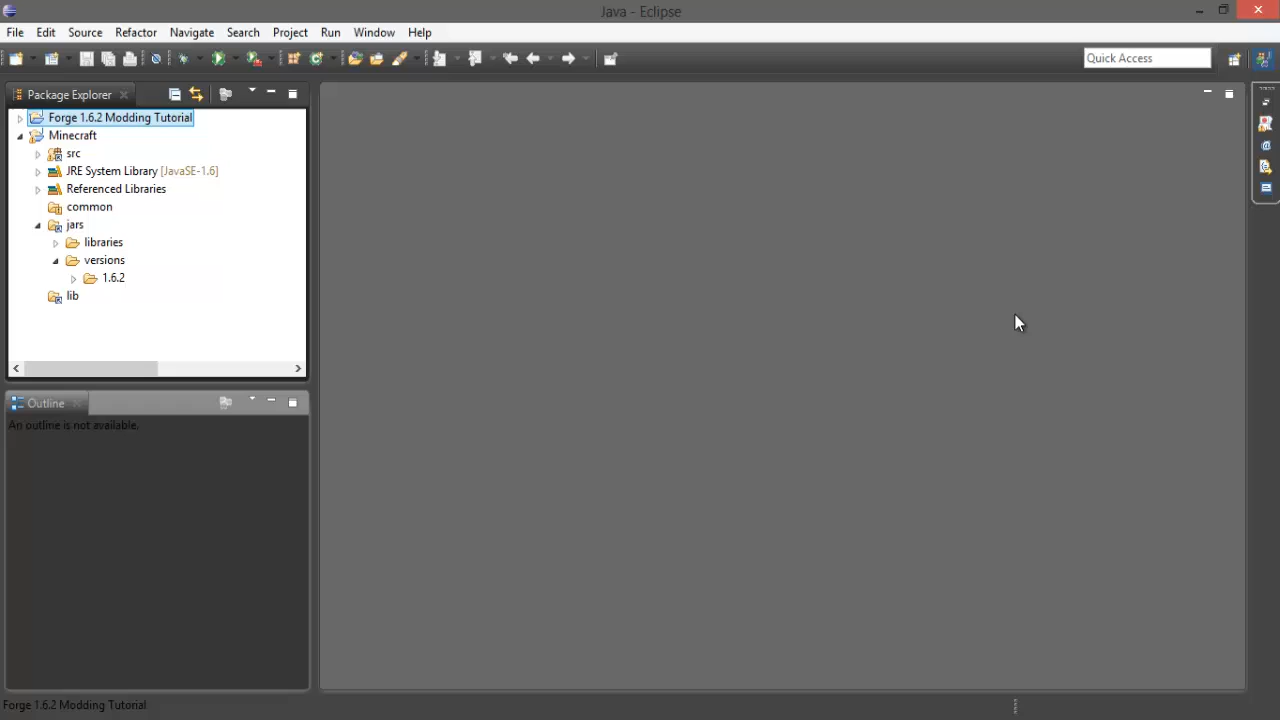 Java - Eclipse
File Edit Source Refactor Navigate Search Project Run Window Help
Quick Access
Package Explorer
Forge 1.6.2 Modding Tutorial
Minecraft
src
JRE System Library [JavaSE-1.6]
Referenced Libraries
common
jars
libraries
versions
1.6.2
lib
Outline
An outline is not available.
Forge 1.6.2 Modding Tutorial